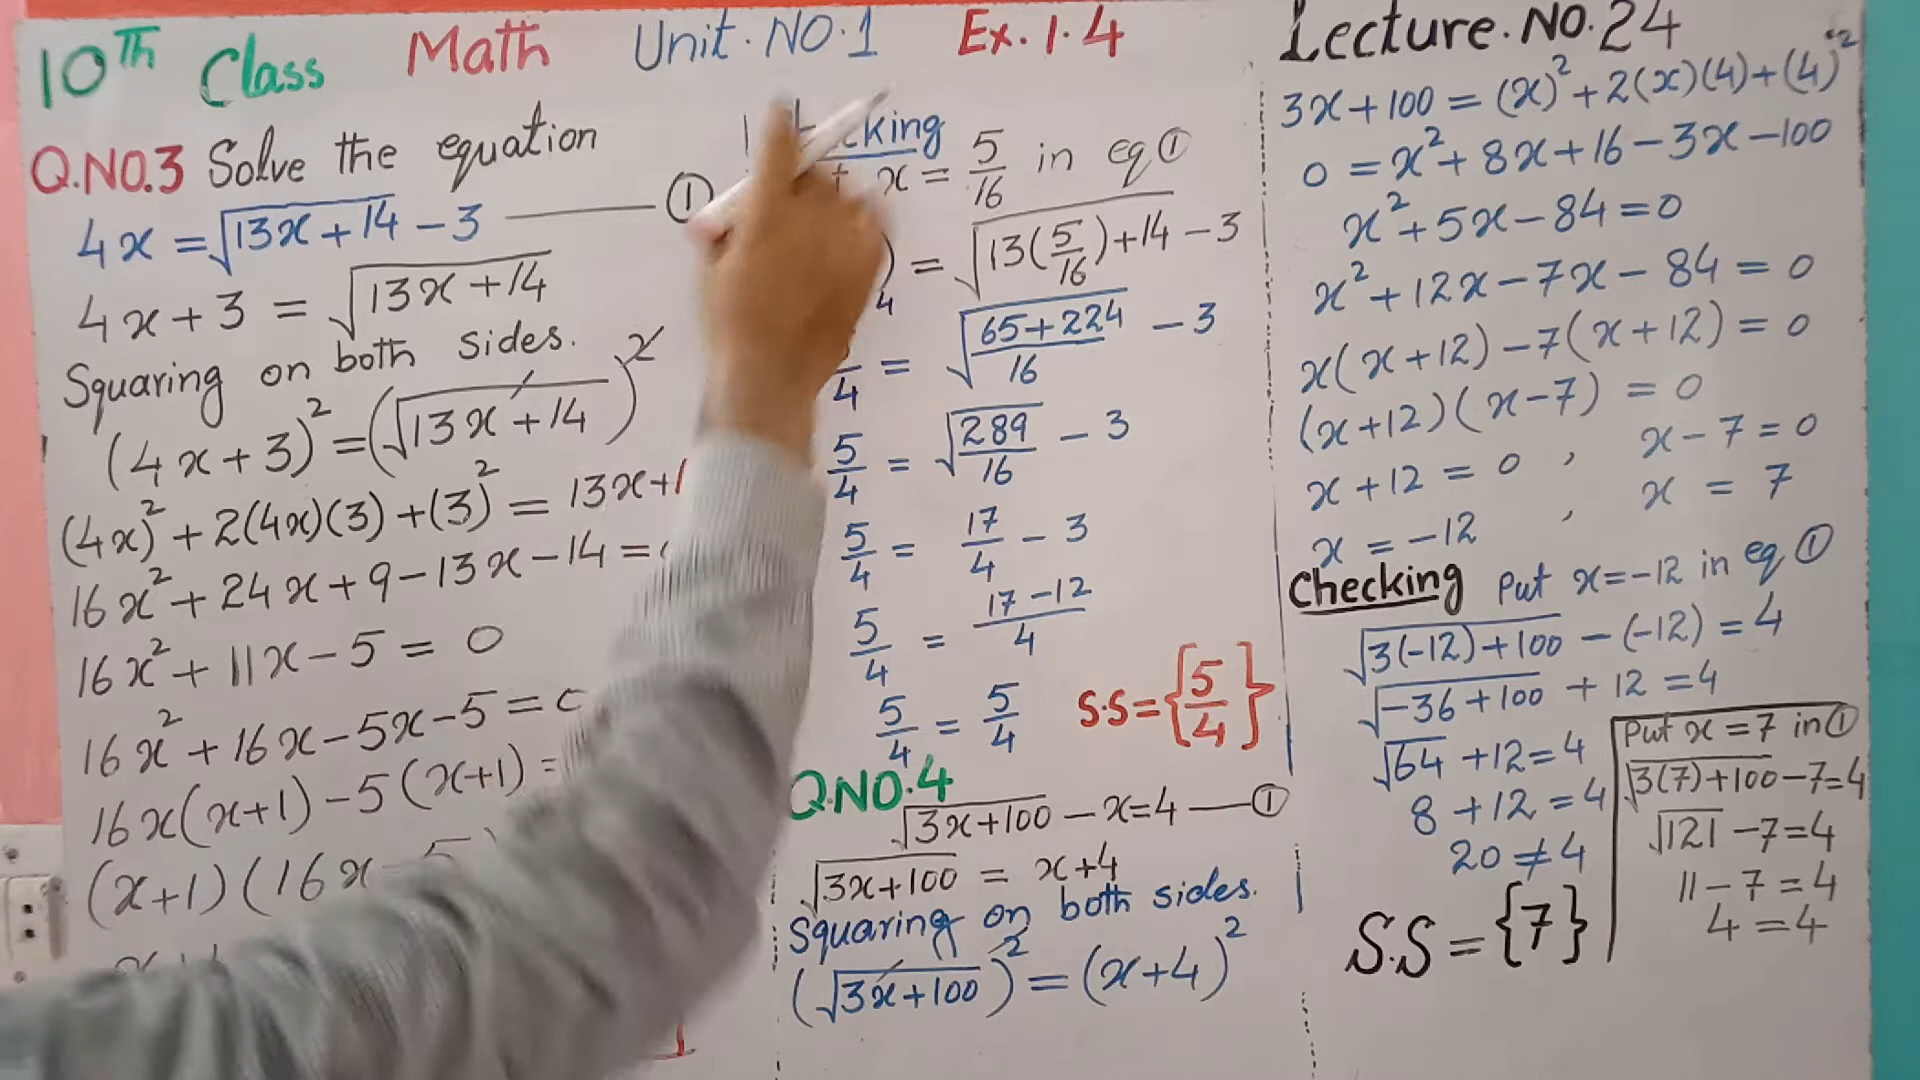 10th Class Math Unit.NO.1 Ex.1.4 Lecture.NO.24
Q.NO.3 Solve the equation
4x = √(13x+14) - 3 —— ①
4x+3 = √(13x+14)
Squaring on both sides.
(4x+3)² = (√(13x+14))²
(4x)² + 2(4x)(3) + (3)² = 13x+1
16x² + 24x + 9 - 13x - 14 =
16x² + 11x - 5 = 0
16x² + 16x - 5x - 5 = 0
16x(x+1) - 5(x+1) =
(x+1)(16x - 5)
x = 5/16 in eq ①
) = √(13(5/16)+14) - 3
4
4 = √((65+224)/16) - 3
5/4 = √(289/16) - 3
5/4 = 17/4 - 3
5/4 = (17-12)/4
5/4 = 5/4
S.S = {5/4}
Q.NO.4
√(3x+100) - x = 4 —— ①
√(3x+100) = x+4
Squaring on both sides.
(√(3x+100))² = (x+4)²
3x+100 = (x)² + 2(x)(4) + (4)²
0 = x² + 8x + 16 - 3x - 100
x² + 5x - 84 = 0
x² + 12x - 7x - 84 = 0
x(x+12) - 7(x+12) = 0
(x+12)(x-7) = 0
x+12 = 0 , x-7 = 0
x = -12 , x = 7
Checking Put x = -12 in eq ①
√(3(-12)+100) - (-12) = 4
√(-36+100) + 12 = 4
√64 + 12 = 4
8 + 12 = 4
20 ≠ 4
Put x = 7 in ①
√(3(7)+100) - 7 = 4
√121 - 7 = 4
11 - 7 = 4
4 = 4
S.S = {7}